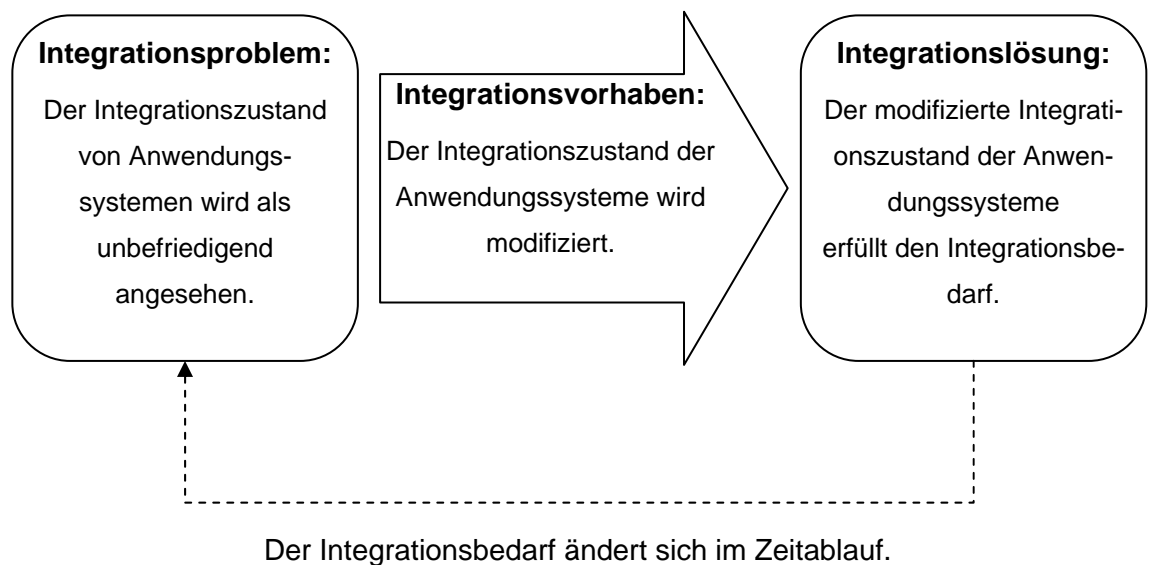 Integrationsproblem:
Der Integrationszustand
von Anwendungs-
systemen wird als
unbefriedigend
angesehen.
Integrationsvorhaben:
Der Integrationszustand der
Anwendungssysteme wird
modifiziert.
Integrationslösung:
Der modifizierte Integrati-
onszustand der Anwen-
dungssysteme
erfüllt den Integrationsbe-
darf.
Der Integrationsbedarf ändert sich im Zeitablauf.